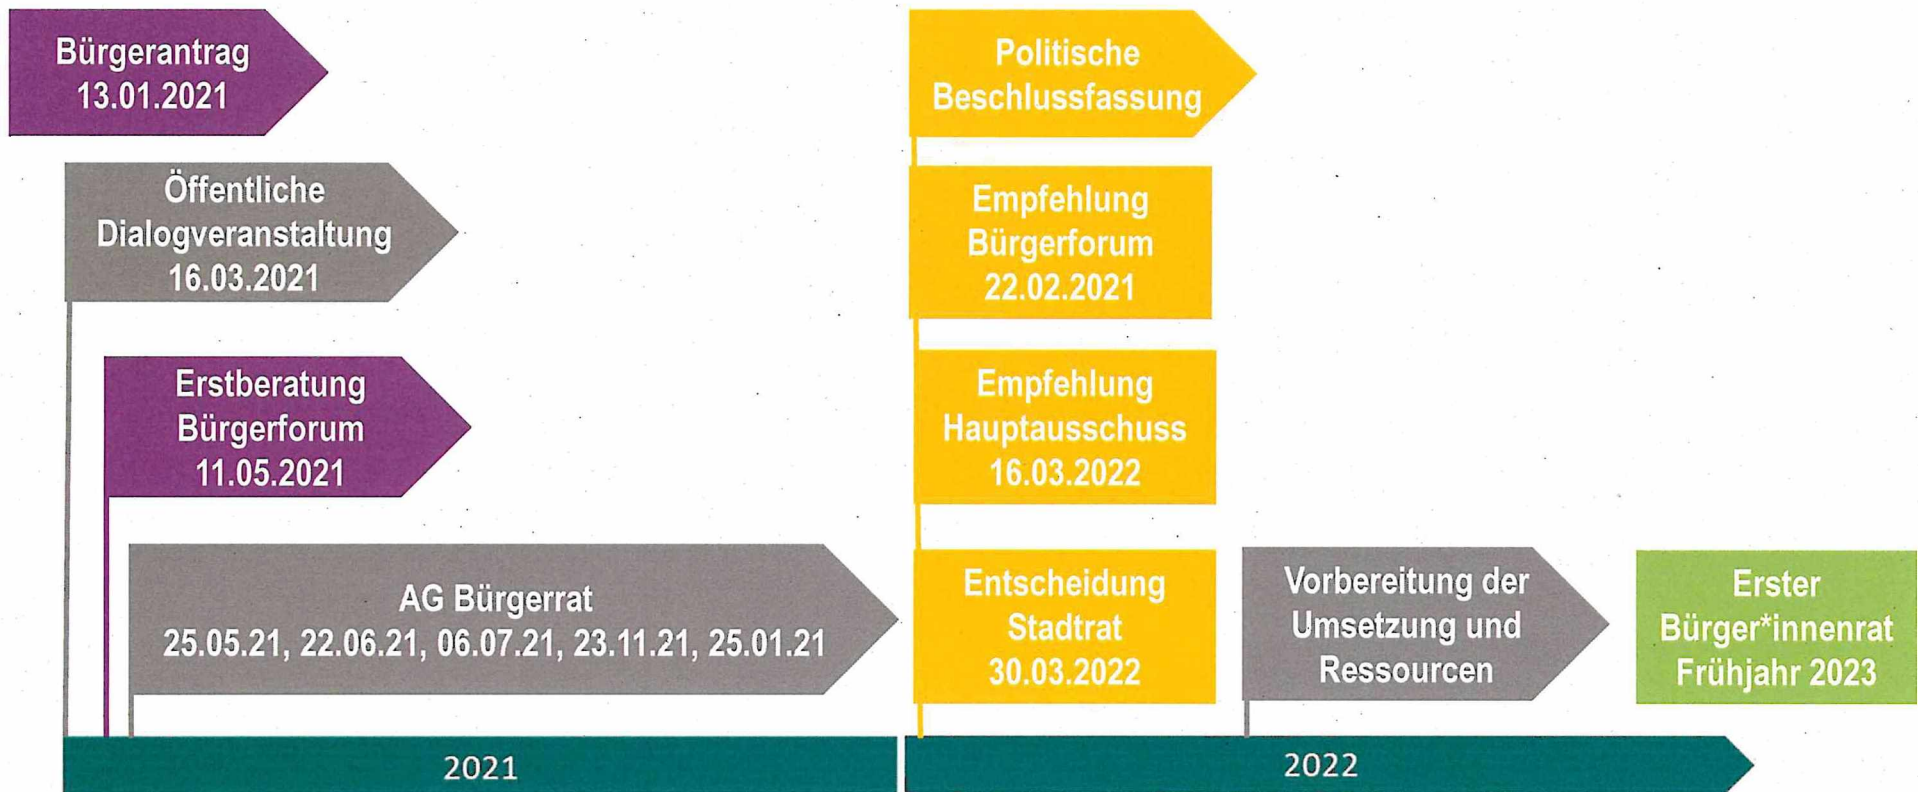 Bürgerantrag
13.01.2021
Öffentliche
Dialogveranstaltung
16.03.2021
Erstberatung
Bürgerforum
11.05.2021
AG Bürgerrat
25.05.21, 22.06.21, 06.07.21, 23.11.21, 25.01.21
Politische
Beschlussfassung
Empfehlung
Bürgerforum
22.02.2021
Empfehlung
Hauptausschuss
16.03.2022
Entscheidung
Stadtrat
30.03.2022
Vorbereitung der
Umsetzung und
Ressourcen
Erster
Bürger*innenrat
Frühjahr 2023
2021
2022